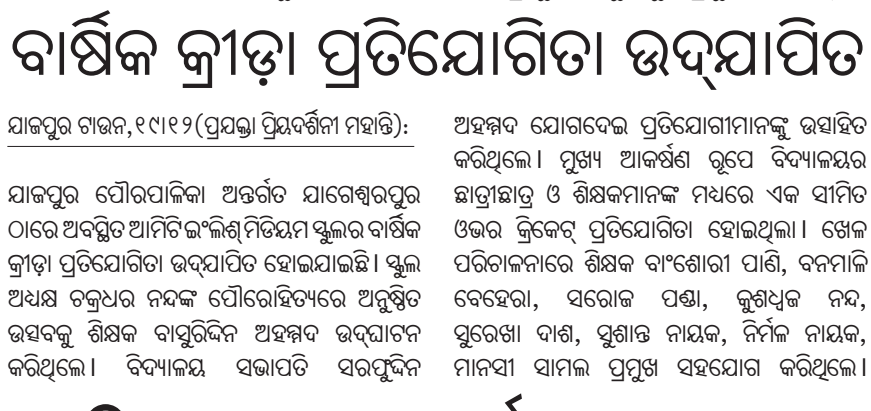 ବାର୍ଷିକ କ୍ରୀଡ଼ା ପ୍ରତିଯୋଗିତା ଉଦ୍‌ଯାପିତ
ଯାଜପୁର ଟାଉନ,୧୯।୧୨(ପ୍ରଯକ୍ତା ପ୍ରିୟଦର୍ଶିନୀ ମହାନ୍ତି):
ଯାଜପୁର ପୌରପାଳିକା ଅନ୍ତର୍ଗତ ଯାଗେଶ୍ୱରପୁର
ଠାରେ ଅବସ୍ଥିତ ଆମିଟି ଇଂଲିଶ୍ ମିଡିୟମ ସ୍କୁଲର ବାର୍ଷିକ
କ୍ରୀଡ଼ା ପ୍ରତିଯୋଗିତା ଉଦ୍‌ଯାପିତ ହୋଇଯାଇଛି। ସ୍କୁଲ
ଅଧ୍ୟକ୍ଷ ଚକ୍ରଧର ନନ୍ଦଙ୍କ ପୌରୋହିତ୍ୟରେ ଅନୁଷ୍ଠିତ
ଉତ୍ସବକୁ ଶିକ୍ଷକ ବାସୁରିଦ୍ଦିନ ଅହମ୍ମଦ ଉଦ୍‌ଘାଟନ
କରିଥିଲେ। ବିଦ୍ୟାଳୟ ସଭାପତି ସରଫୁଦ୍ଦିନ
ଅହମ୍ମଦ ଯୋଗଦେଇ ପ୍ରତିଯୋଗୀମାନଙ୍କୁ ଉତ୍ସାହିତ
କରିଥିଲେ। ମୁଖ୍ୟ ଆକର୍ଷଣ ରୂପେ ବିଦ୍ୟାଳୟର
ଛାତ୍ରୀଛାତ୍ର ଓ ଶିକ୍ଷକମାନଙ୍କ ମଧ୍ୟରେ ଏକ ସୀମିତ
ଓଭର କ୍ରିକେଟ୍ ପ୍ରତିଯୋଗିତା ହୋଇଥିଲା। ଖେଳ
ପରିଚାଳନାରେ ଶିକ୍ଷକ ବାଂଶୋରୀ ପାଣି, ବନମାଳି
ବେହେରା, ସରୋଜ ପଣ୍ଡା, କୁଶଧ୍ୱଜ ନନ୍ଦ,
ସୁରେଖା ଦାଶ, ସୁଶାନ୍ତ ନାୟକ, ନିର୍ମଳ ନାୟକ,
ମାନସୀ ସାମଲ ପ୍ରମୁଖ ସହଯୋଗ କରିଥିଲେ।